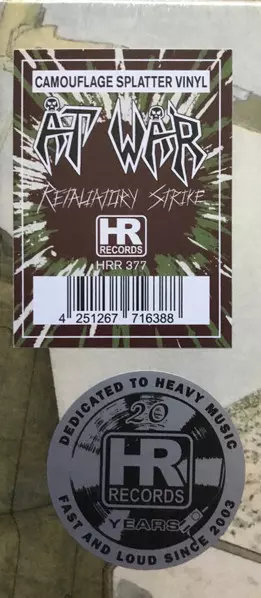 CAMOUFLAGE SPLATTER VINYL
AT WAR
RETALIATORY STRIKE
HR
RECORDS
HRR 377
4 251267 716388
DEDICATED TO HEAVY MUSIC
20
HR
RECORDS
YEARS
FAST AND LOUD SINCE 2003